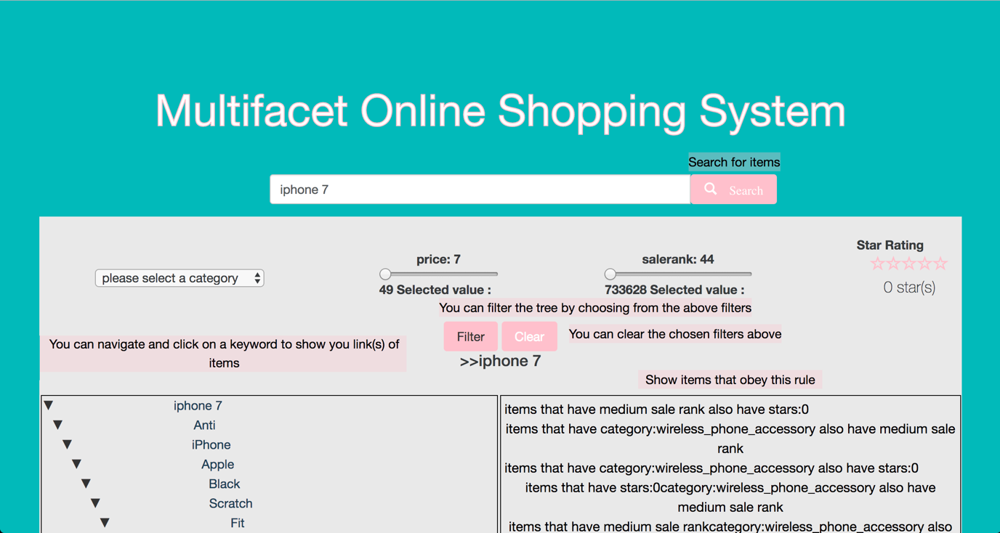 Multifacet Online Shopping System
Search for items
iphone 7
Search
Star Rating
price: 7
salerank: 44
please select a category
0 star(s)
49 Selected value :
733628 Selected value :
You can filter the tree by choosing from the above filters
Filter
Clear
You can clear the chosen filters above
You can navigate and click on a keyword to show you link(s) of
items
>>iphone 7
Show items that obey this rule
iphone 7
Anti
iPhone
Apple
Black
Scratch
Fit
items that have medium sale rank also have stars:0
items that have category:wireless_phone_accessory also have medium sale
rank
items that have category:wireless_phone_accessory also have stars:0
items that have stars:0category:wireless_phone_accessory also have
medium sale rank
items that have medium sale rankcategory:wireless_phone_accessory also